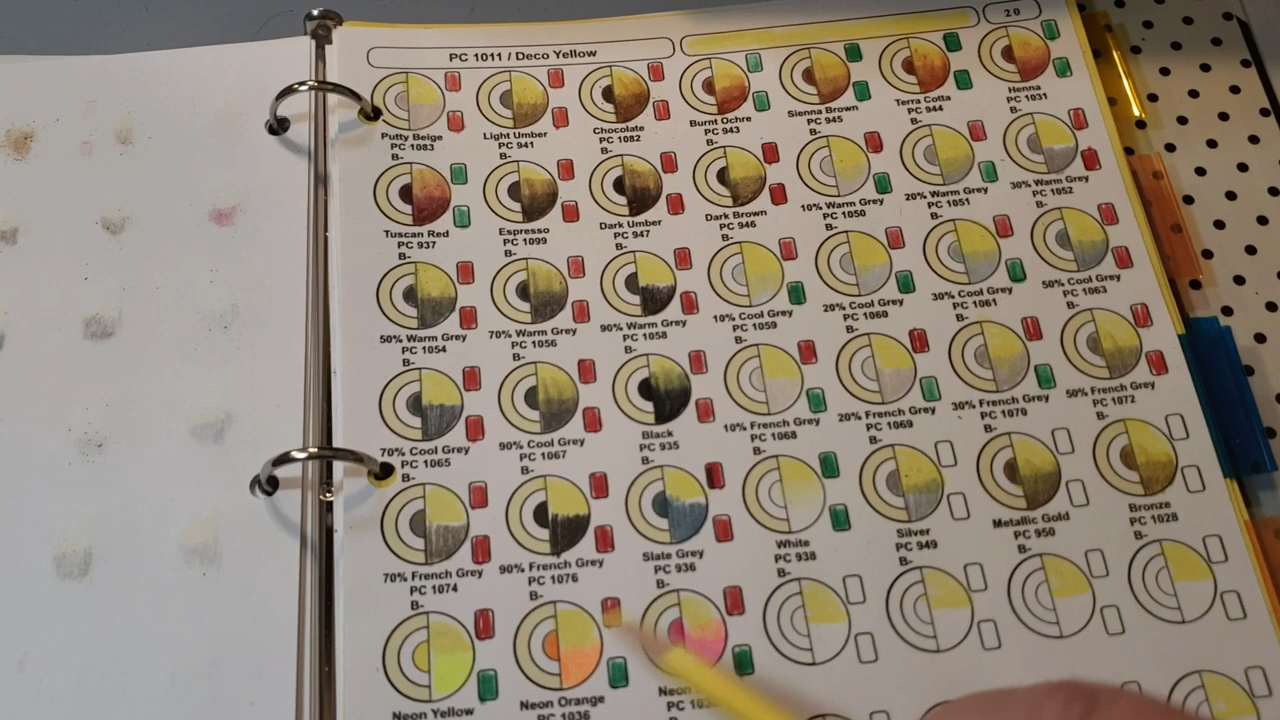 20
PC 1011 / Deco Yellow
Putty Beige
PC 1083
B-
Light Umber
PC 941
B-
Chocolate
PC 1082
B-
Burnt Ochre
PC 943
B-
Sienna Brown
PC 945
B-
Terra Cotta
PC 944
B-
Henna
PC 1031
B-
Tuscan Red
PC 937
B-
Espresso
PC 1099
B-
Dark Umber
PC 947
B-
Dark Brown
PC 946
B-
10% Warm Grey
PC 1050
B-
20% Warm Grey
PC 1051
B-
30% Warm Grey
PC 1052
B-
50% Warm Grey
PC 1054
B-
70% Warm Grey
PC 1056
B-
90% Warm Grey
PC 1058
B-
10% Cool Grey
PC 1059
B-
20% Cool Grey
PC 1060
B-
30% Cool Grey
PC 1061
B-
50% Cool Grey
PC 1063
B-
70% Cool Grey
PC 1065
B-
90% Cool Grey
PC 1067
B-
Black
PC 935
B-
10% French Grey
PC 1068
B-
20% French Grey
PC 1069
B-
30% French Grey
PC 1070
B-
50% French Grey
PC 1072
B-
70% French Grey
PC 1074
B-
90% French Grey
PC 1076
B-
Slate Grey
PC 936
B-
White
PC 938
B-
Silver
PC 949
B-
Metallic Gold
PC 950
B-
Bronze
PC 1028
B-
Neon Yellow
Neon Orange
PC 1036
Neon
PC